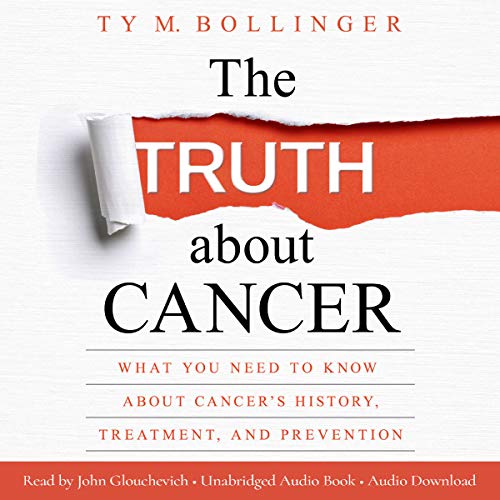 TY M. BOLLINGER
The
TRUTH
about
CANCER
WHAT YOU NEED TO KNOW
ABOUT CANCER'S HISTORY,
TREATMENT, AND PREVENTION
Read by John Glouchevich • Unabridged Audio Book • Audio Download